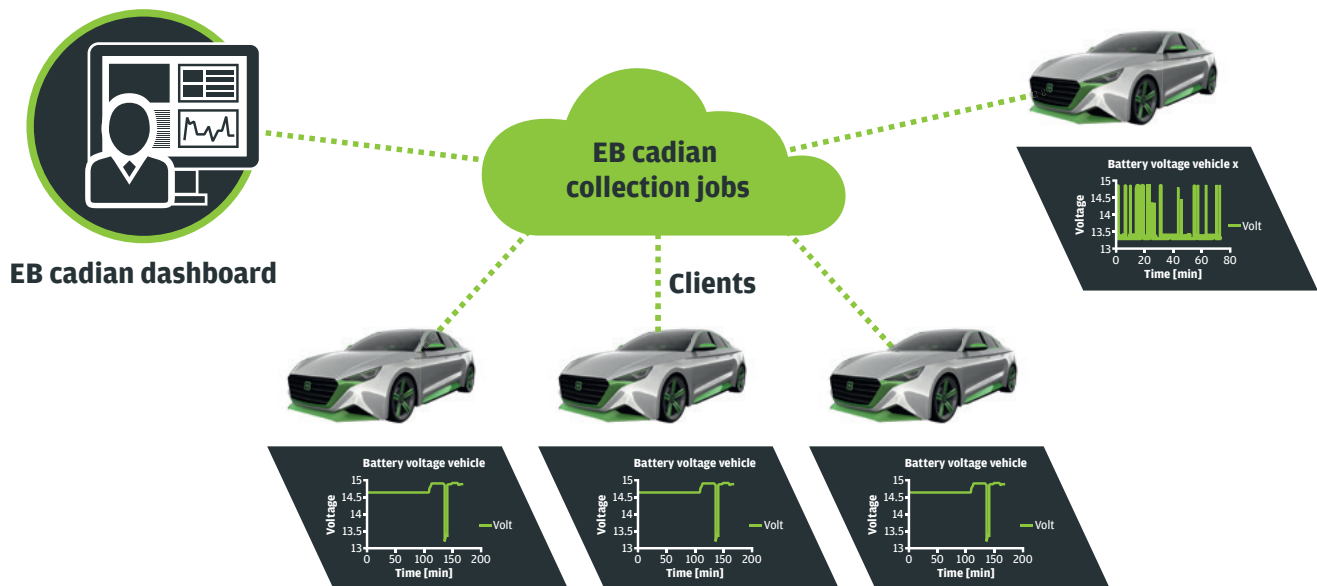 EB cadian
collection jobs
EB cadian dashboard
Clients
Battery voltage vehicle x
15
14.5
14
13.5
13
Voltage
Volt
0 20 40 60 80
Time [min]
Battery voltage vehicle
15
14.5
14
13.5
13
Voltage
Volt
0 50 100 150 200
Time [min]
Battery voltage vehicle
15
14.5
14
13.5
13
Voltage
Volt
0 50 100 150 200
Time [min]
Battery voltage vehicle
15
14.5
14
13.5
13
Voltage
Volt
0 50 100 150 200
Time [min]